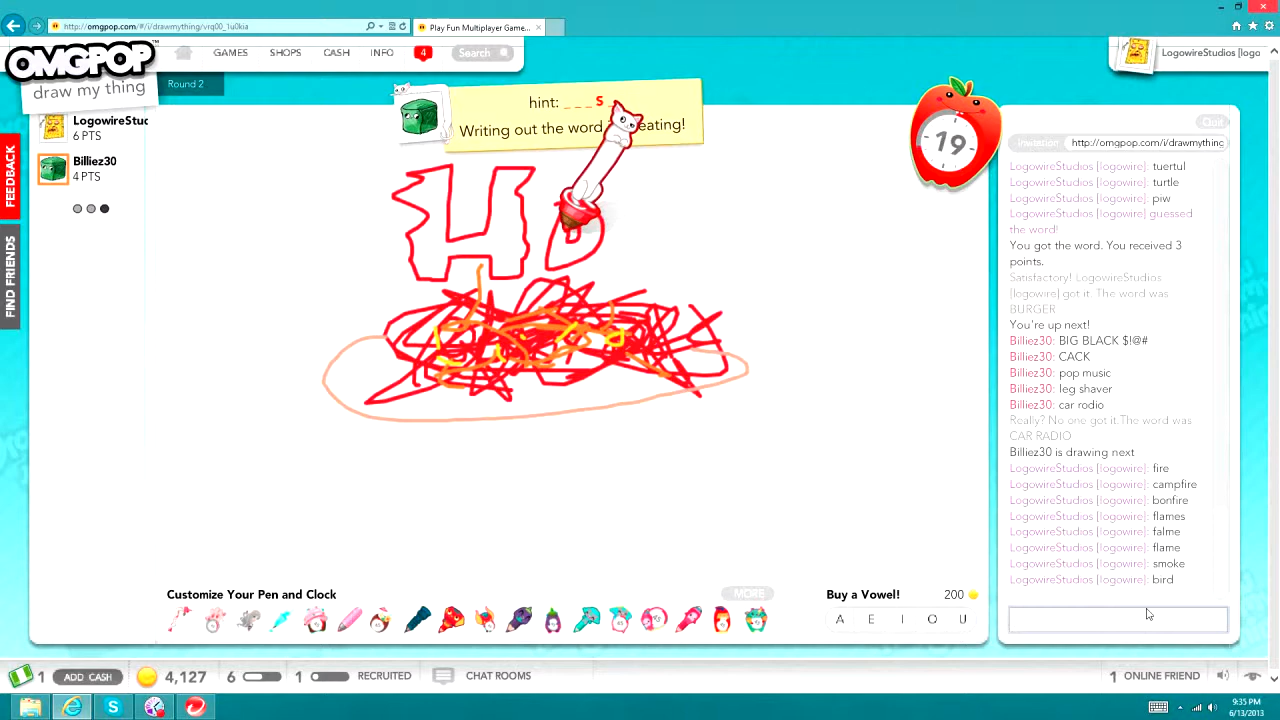 http://omgpop.com/#/i/drawmything/vrq00_1u0kia
Play Fun Multiplayer Game...
OMGPOP
draw my thing
GAMES
SHOPS
CASH
INFO
4
Search
LogowireStudios [logo
Round 2
LogowireStuc
6 PTS
Billiez30
4 PTS
FEEDBACK
FIND FRIENDS
hint: _ _ _ S
Writing out the word eating!
19
Quit
Invitation
http://omgpop.com/i/drawmything
LogowireStudios [logowire]: tuertul
LogowireStudios [logowire]: turtle
LogowireStudios [logowire]: piw
LogowireStudios [logowire] guessed
the word!
You got the word. You received 3
points.
Satisfactory! LogowireStudios
[logowire] got it. The word was
BURGER
You're up next!
Billiez30: BIG BLACK $!@#
Billiez30: CACK
Billiez30: pop music
Billiez30: leg shaver
Billiez30: car rodio
Really? No one got it.The word was
CAR RADIO
Billiez30 is drawing next
LogowireStudios [logowire]: fire
LogowireStudios [logowire]: campfire
LogowireStudios [logowire]: bonfire
LogowireStudios [logowire]: flames
LogowireStudios [logowire]: falme
LogowireStudios [logowire]: flame
LogowireStudios [logowire]: smoke
LogowireStudios [logowire]: bird
Customize Your Pen and Clock
MORE
Buy a Vowel!
200
A E I O U
1
ADD CASH
4,127
6
1
RECRUITED
CHAT ROOMS
1 ONLINE FRIEND
9:35 PM
6/13/2013